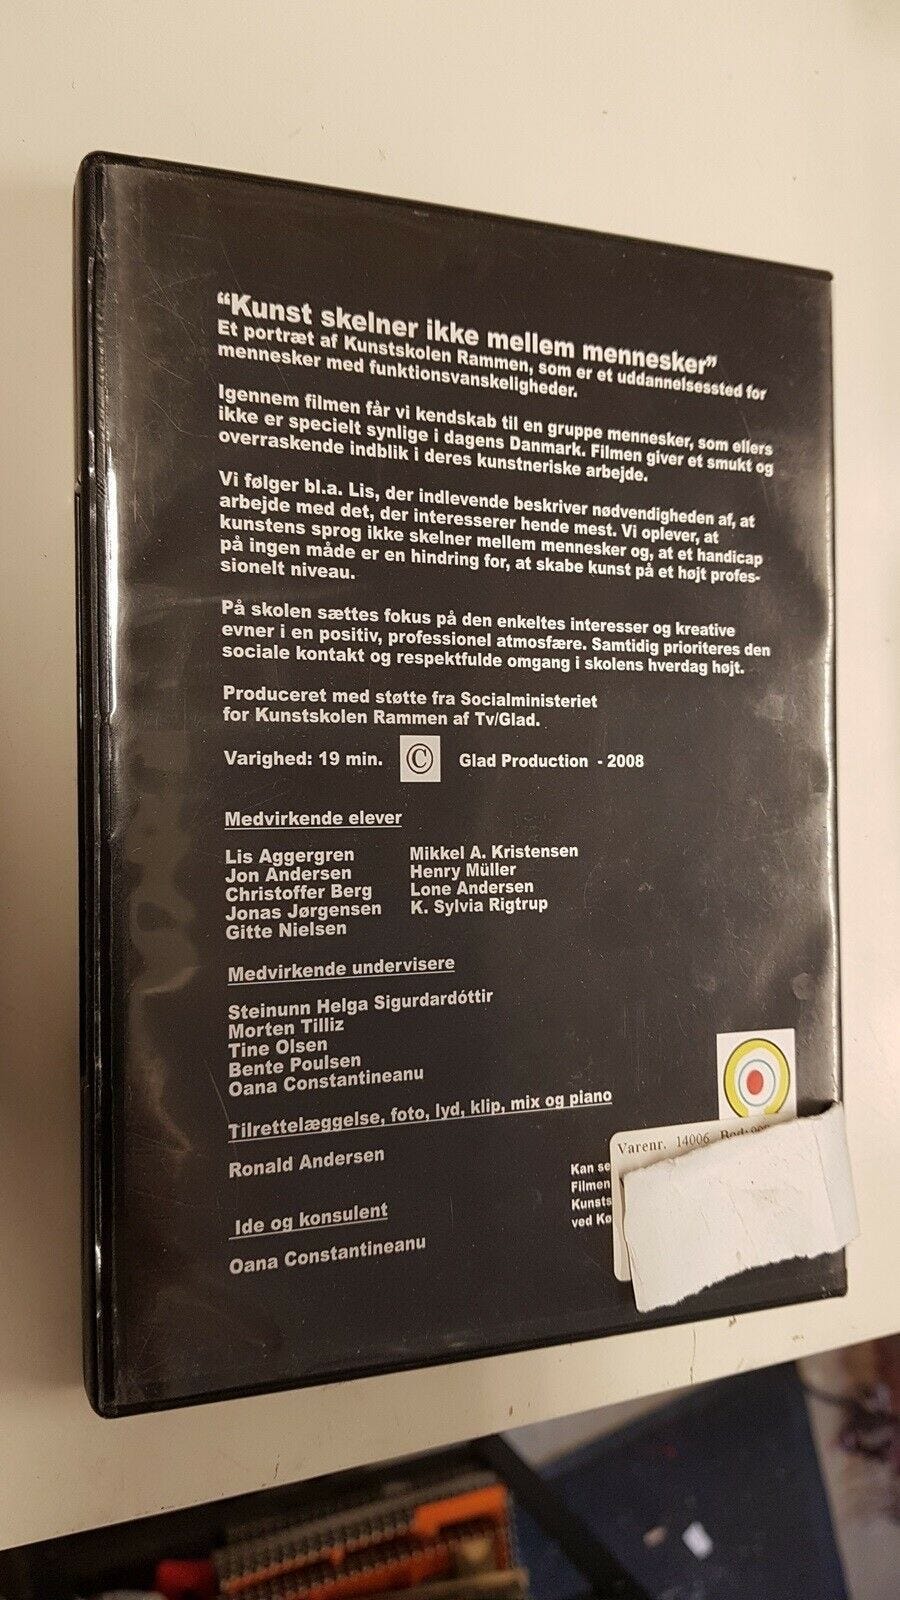 “Kunst skelner ikke mellem mennesker”
Et portræt af Kunstskolen Rammen, som er et uddannelsessted for
mennesker med funktionsvanskeligheder.
Igennem filmen får vi kendskab til en gruppe mennesker, som ellers
ikke er specielt synlige i dagens Danmark. Filmen giver et smukt og
overraskende indblik i deres kunstneriske arbejde.
Vi følger bl.a. Lis, der indlevende beskriver nødvendigheden af, at
arbejde med det, der interesserer hende mest. Vi oplever, at
kunstens sprog ikke skelner mellem mennesker og, at et handicap
på ingen måde er en hindring for, at skabe kunst på et højt profes-
sionelt niveau.
På skolen sættes fokus på den enkeltes interesser og kreative
evner i en positiv, professionel atmosfære. Samtidig prioriteres den
sociale kontakt og respektfulde omgang i skolens hverdag højt.
Produceret med støtte fra Socialministeriet
for Kunstskolen Rammen af Tv/Glad.
Varighed: 19 min. © Glad Production - 2008
Medvirkende elever
Lis Aggergren
Jon Andersen
Christoffer Berg
Jonas Jørgensen
Gitte Nielsen
Mikkel A. Kristensen
Henry Müller
Lone Andersen
K. Sylvia Rigtrup
Medvirkende undervisere
Steinunn Helga Sigurdardóttir
Morten Tilliz
Tine Olsen
Bente Poulsen
Oana Constantineanu
Tilrettelæggelse, foto, lyd, klip, mix og piano
Ronald Andersen
Ide og konsulent
Oana Constantineanu
Kan se
Filmen
Kunsts
ved Kø
Varenr. 14006